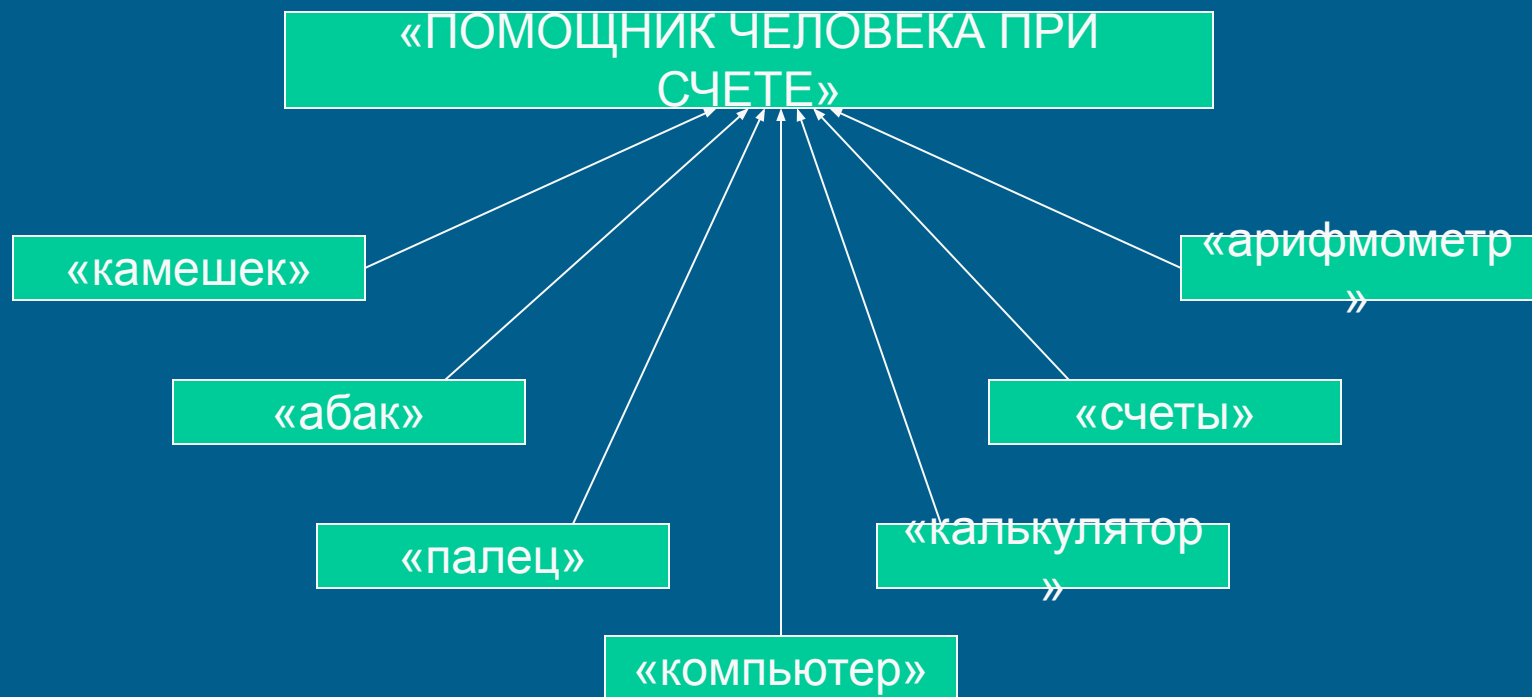 «ПОМОЩНИК ЧЕЛОВЕКА ПРИ
СЧЕТЕ»
«камешек»
«арифмометр
»
«абак»
«счеты»
«палец»
«калькулятор
»
«компьютер»